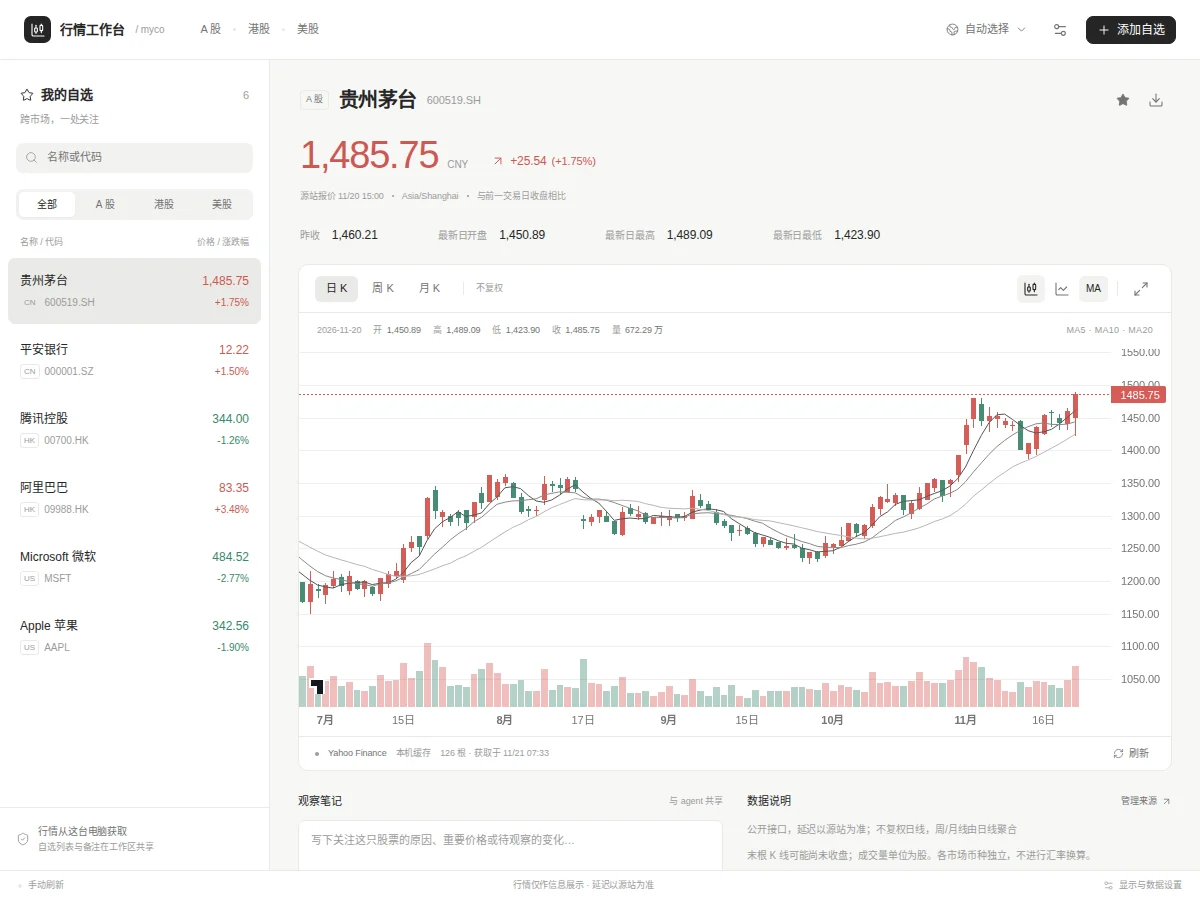 行情工作台 / myco A 股 · 港股 · 美股 自动选择 添加自选
我的自选 6
跨市场，一处关注
名称或代码
全部 A 股 港股 美股
名称 / 代码 价格 / 涨跌幅
贵州茅台 1,485.75
CN 600519.SH +1.75%
平安银行 12.22
CN 000001.SZ +1.50%
腾讯控股 344.00
HK 00700.HK -1.26%
阿里巴巴 83.35
HK 09988.HK +3.48%
Microsoft 微软 484.52
US MSFT -2.77%
Apple 苹果 342.56
US AAPL -1.90%
行情从这台电脑获取
自选列表与备注在工作区共享
A 股 贵州茅台 600519.SH
1,485.75 CNY +25.54 (+1.75%)
源站报价 11/20 15:00 • Asia/Shanghai • 与前一交易日收盘相比
昨收 1,460.21 最新日开盘 1,450.89 最新日最高 1,489.09 最新日最低 1,423.90
日 K 周 K 月 K 不复权 MA
2026-11-20 开 1,450.89 高 1,489.09 低 1,423.90 收 1,485.75 量 672.29 万 MA5 · MA10 · MA20
1550.00
1500.00
1485.75
1450.00
1400.00
1350.00
1300.00
1250.00
1200.00
1150.00
1100.00
1050.00
7月 15日 8月 17日 9月 15日 10月 11月 16日
Yahoo Finance 本机缓存 126 根 · 获取于 11/21 07:33 刷新
观察笔记 与 agent 共享
写下关注这只股票的原因、重要价格或待观察的变化…
数据说明 管理来源
公开接口，延迟以源站为准；不复权日线，周/月线由日线聚合
末根 K 线可能尚未收盘；成交量单位为股。各市场币种独立，不进行汇率换算。
手动刷新 行情仅作信息展示 · 延迟以源站为准 显示与数据设置